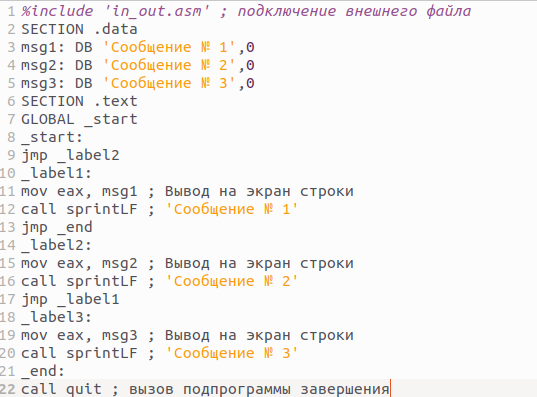 1 %include 'in_out.asm' ; подключение внешнего файла
2 SECTION .data
3 msg1: DB 'Сообщение № 1',0
4 msg2: DB 'Сообщение № 2',0
5 msg3: DB 'Сообщение № 3',0
6 SECTION .text
7 GLOBAL _start
8 _start:
9 jmp _label2
10 _label1:
11 mov eax, msg1 ; Вывод на экран строки
12 call sprintLF ; 'Сообщение № 1'
13 jmp _end
14 _label2:
15 mov eax, msg2 ; Вывод на экран строки
16 call sprintLF ; 'Сообщение № 2'
17 jmp _label1
18 _label3:
19 mov eax, msg3 ; Вывод на экран строки
20 call sprintLF ; 'Сообщение № 3'
21 _end:
22 call quit ; вызов подпрограммы завершения